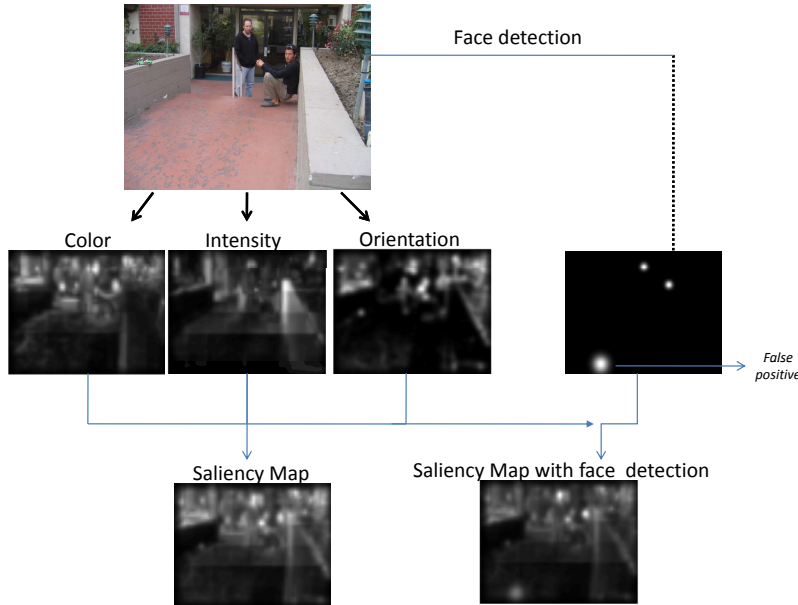 Face detection
Color
Intensity
Orientation
False
positive
Saliency Map
Saliency Map with face detection